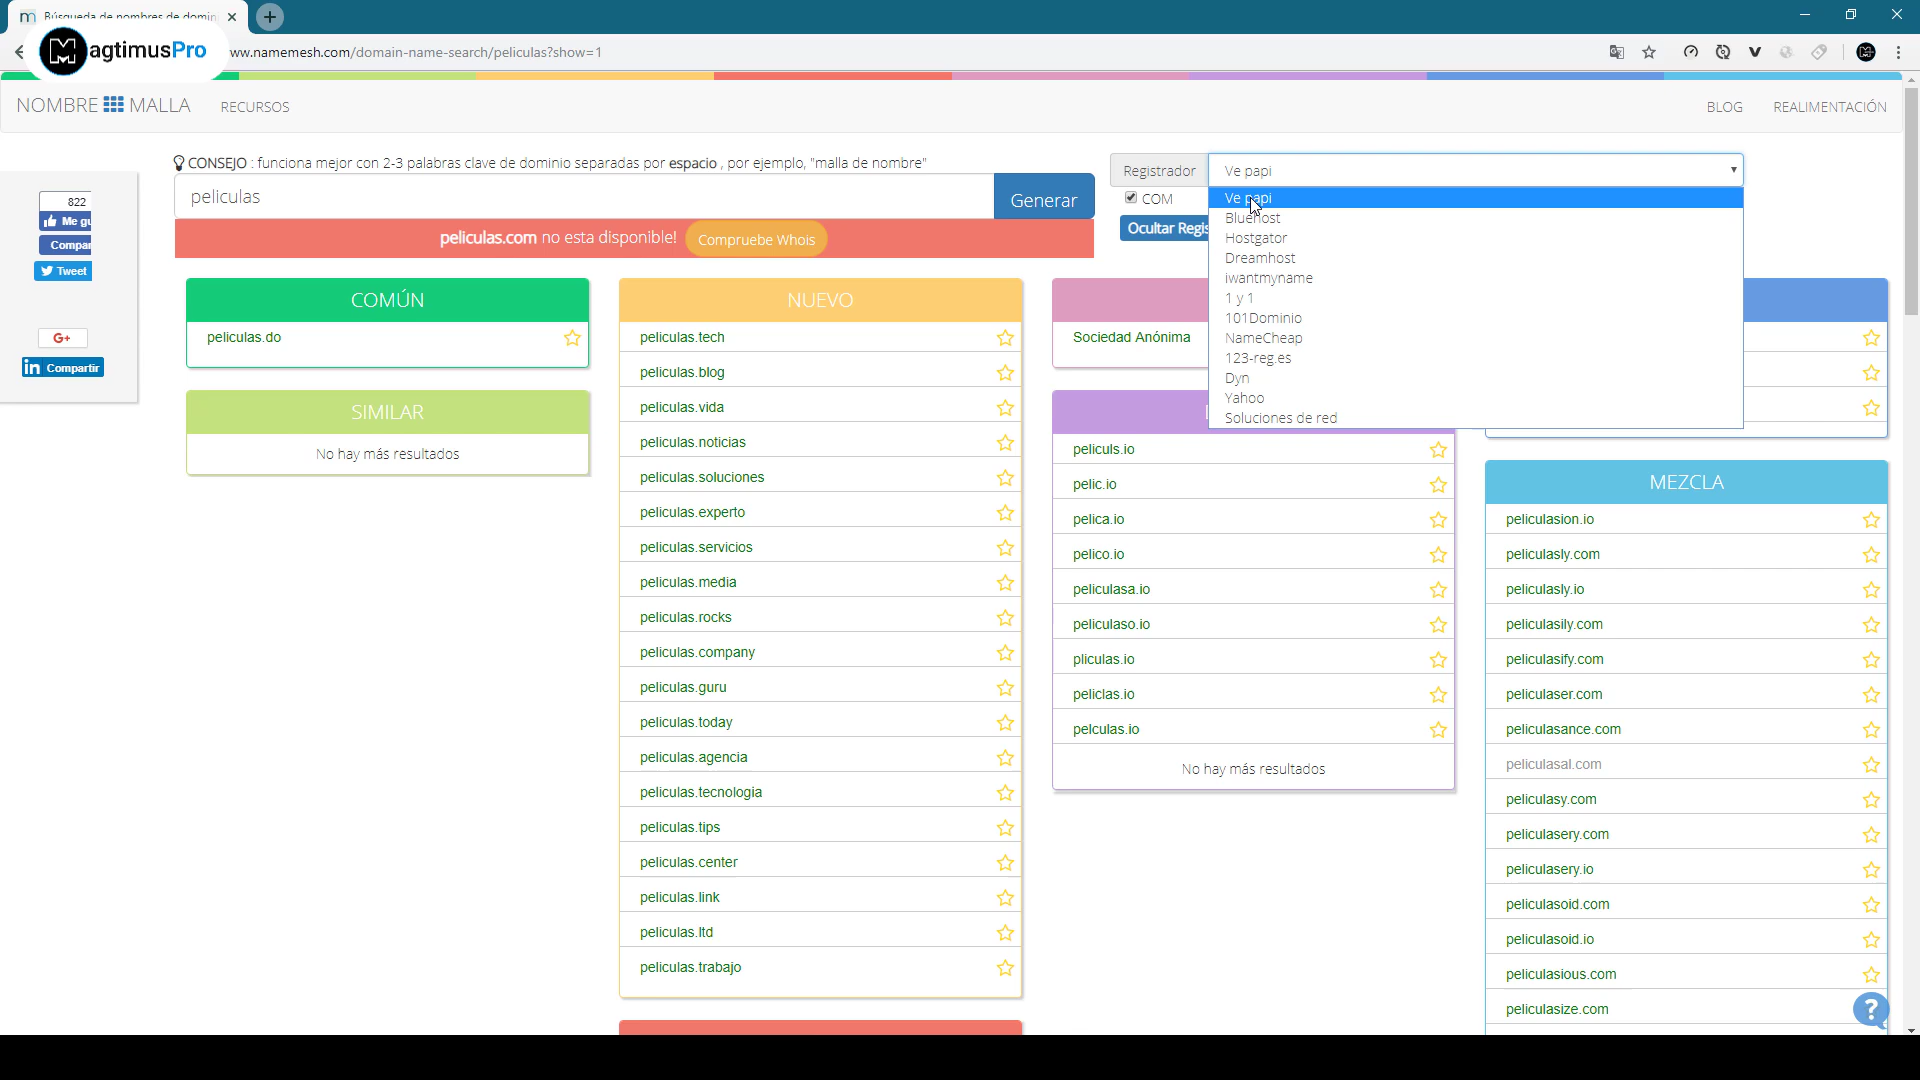 Búsqueda de nombres de domin
MagtimusPro
ww.namemesh.com/domain-name-search/peliculas?show=1
NOMBRE MALLA
RECURSOS
BLOG
REALIMENTACIÓN
CONSEJO : funciona mejor con 2-3 palabras clave de dominio separadas por espacio , por ejemplo, "malla de nombre"
peliculas
Generar
peliculas.com no esta disponible!
Compruebe Whois
Registrador
Ve papi
COM
Ocultar Regis
Ve papi
Bluehost
Hostgator
Dreamhost
iwantmyname
1 y 1
101Dominio
NameCheap
123-reg.es
Dyn
Yahoo
Soluciones de red
822
Me gu
Compar
Tweet
G+
in Compartir
COMÚN
peliculas.do
SIMILAR
No hay más resultados
NUEVO
peliculas.tech
peliculas.blog
peliculas.vida
peliculas.noticias
peliculas.soluciones
peliculas.experto
peliculas.servicios
peliculas.media
peliculas.rocks
peliculas.company
peliculas.guru
peliculas.today
peliculas.agencia
peliculas.tecnologia
peliculas.tips
peliculas.center
peliculas.link
peliculas.ltd
peliculas.trabajo
Sociedad Anónima
peliculs.io
pelic.io
pelica.io
pelico.io
peliculasa.io
peliculaso.io
pliculas.io
peliclas.io
pelculas.io
No hay más resultados
MEZCLA
peliculasion.io
peliculasly.com
peliculasly.io
peliculasily.com
peliculasify.com
peliculaser.com
peliculasance.com
peliculasal.com
peliculasy.com
peliculasery.com
peliculasery.io
peliculasoid.com
peliculasoid.io
peliculasious.com
peliculasize.com
?